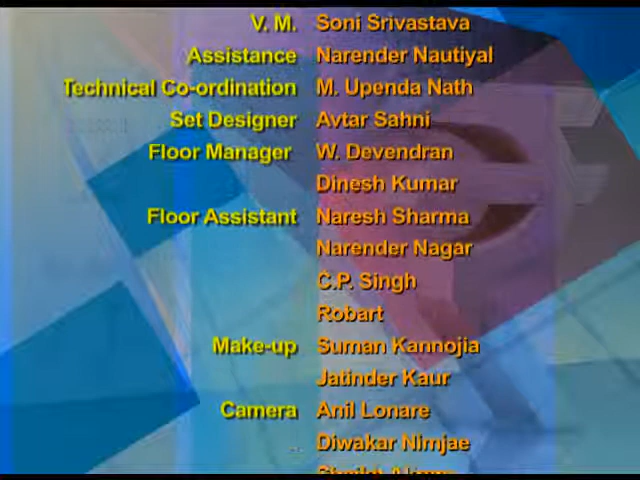 V. M. Soni Srivastava
Assistance Narender Nautiyal
Technical Co-ordination M. Upenda Nath
Set Designer Avtar Sahni
Floor Manager W. Devendran
Dinesh Kumar
Floor Assistant Naresh Sharma
Narender Nagar
C.P. Singh
Robart
Make-up Suman Kannojia
Jatinder Kaur
Camera Anil Lonare
Diwakar Nimjae